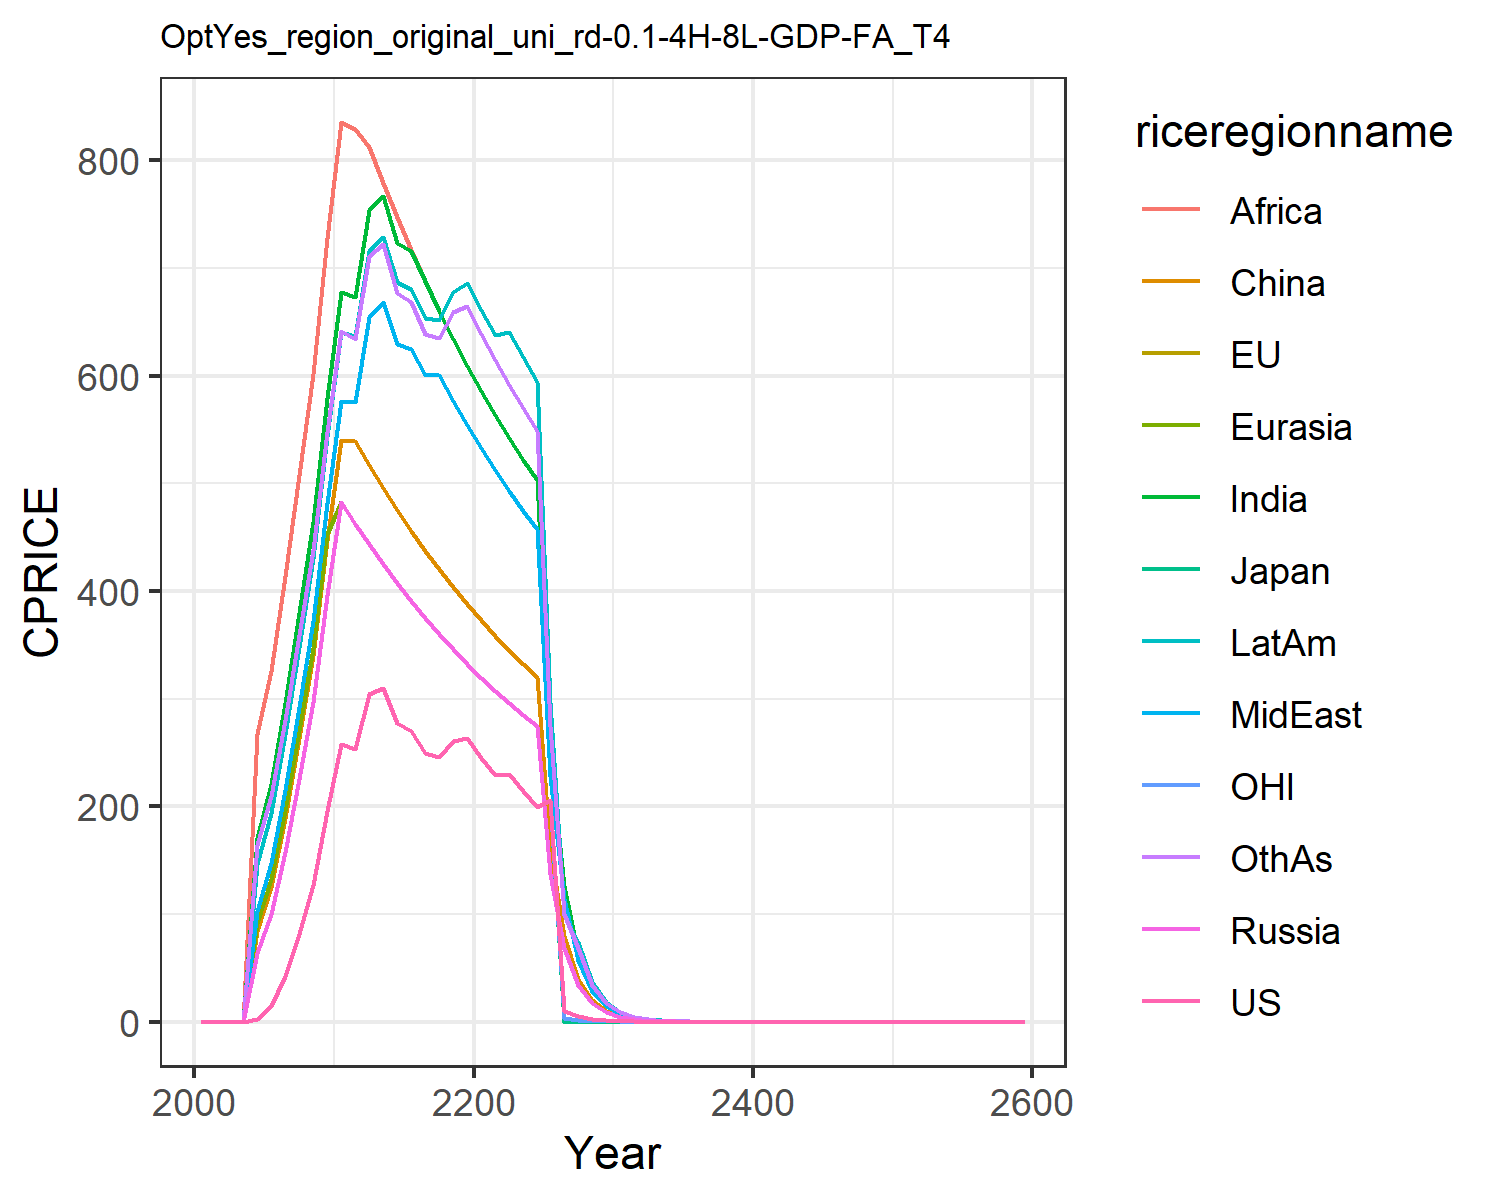 OptYes_region_original_uni_rd-0.1-4H-8L-GDP-FA_T4
800
600
400
200
0
CPRICE
2000 2200 2400 2600
Year
riceregionname
Africa
China
EU
Eurasia
India
Japan
LatAm
MidEast
OHI
OthAs
Russia
US